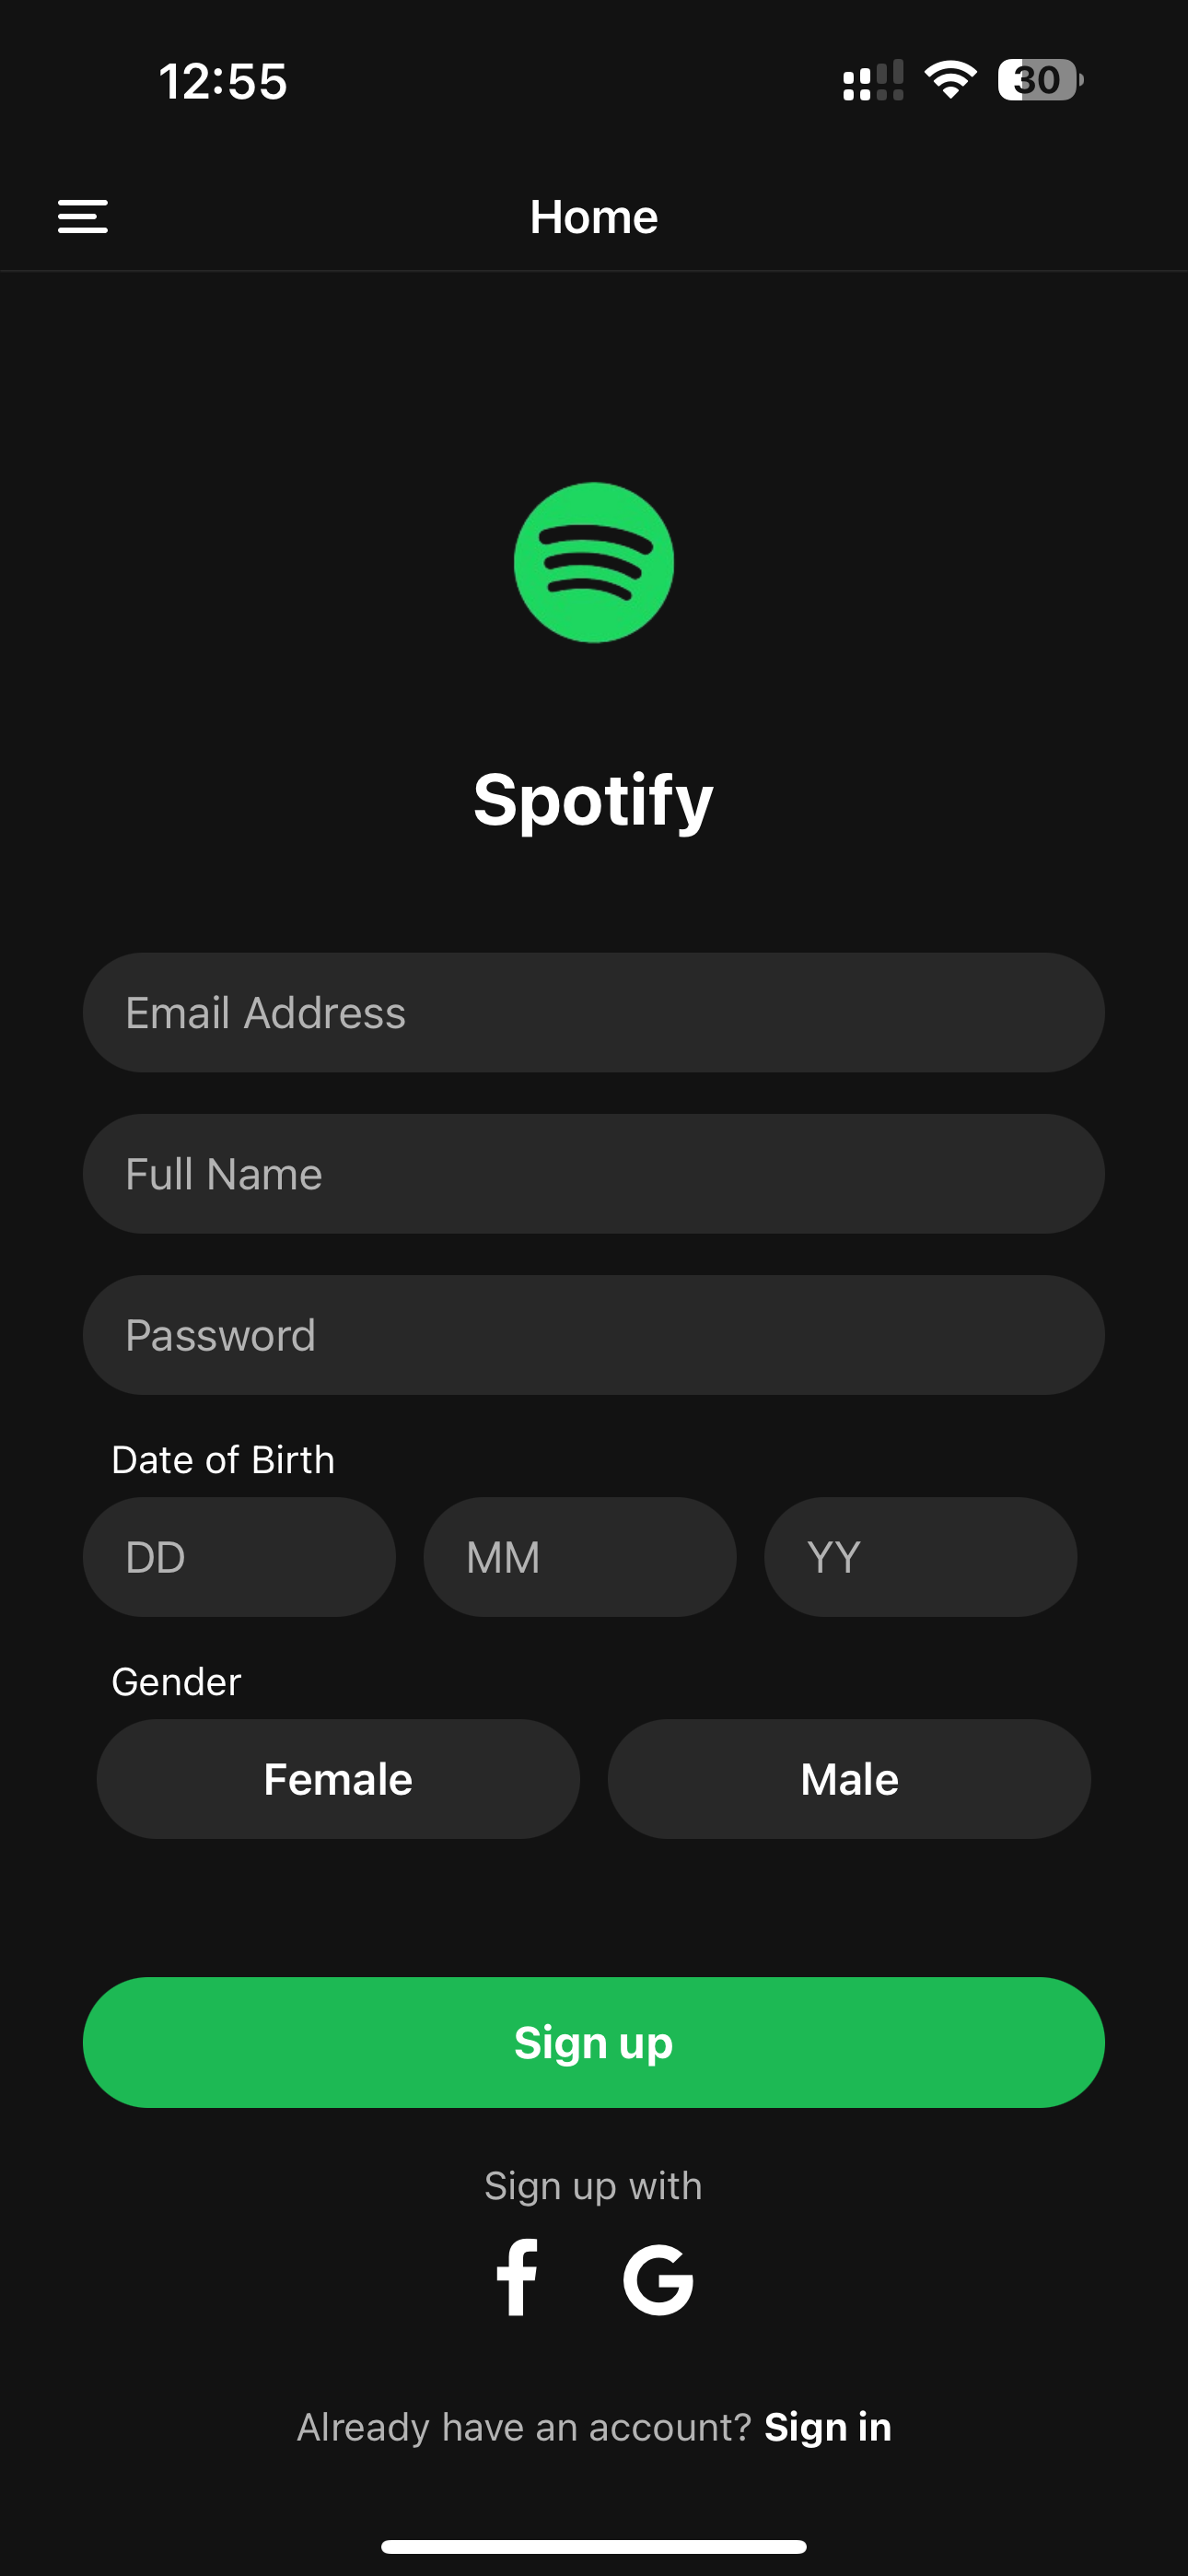 12:55
30
Home
Spotify
Email Address
Full Name
Password
Date of Birth
DD MM YY
Gender
Female Male
Sign up
Sign up with
f G
Already have an account? Sign in